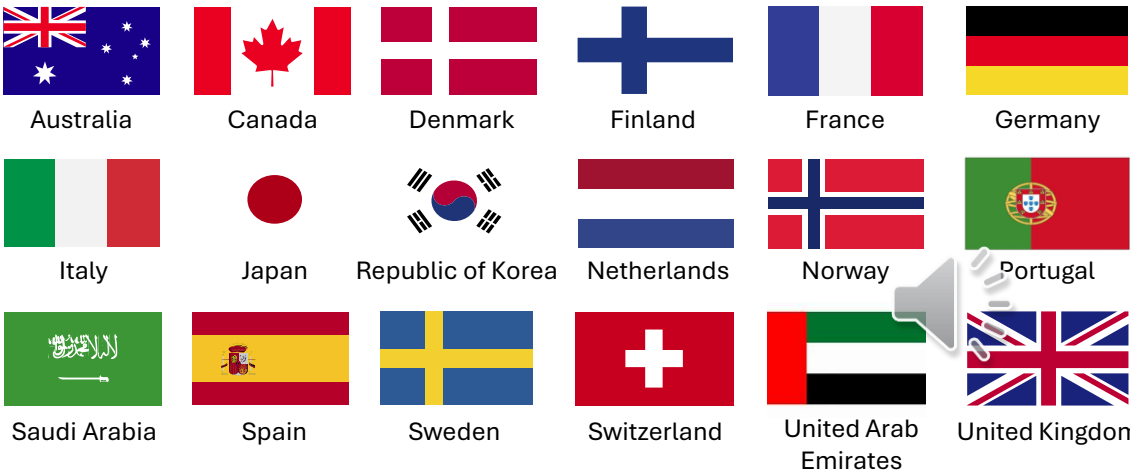 Australia
Canada
Denmark
Finland
France
Germany
Italy
Japan
Republic of Korea
Netherlands
Norway
Portugal
Saudi Arabia
Spain
Sweden
Switzerland
United Arab
Emirates
United Kingdom